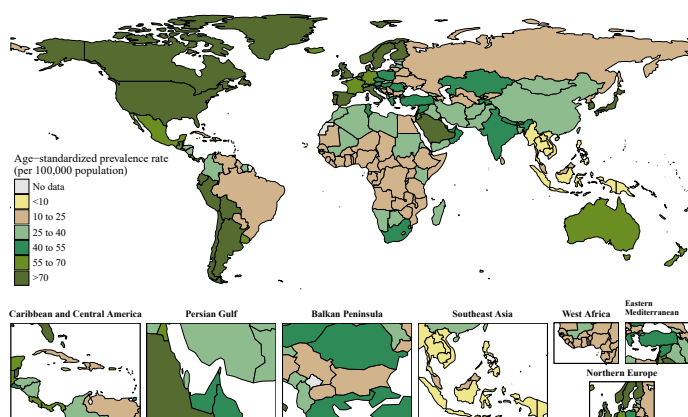 Age−standardized prevalence rate
(per 100,000 population)
No data
<10
10 to 25
25 to 40
40 to 55
55 to 70
>70
Caribbean and Central America
Persian Gulf
Balkan Peninsula
Southeast Asia
West Africa
Eastern
Mediterranean
Northern Europe